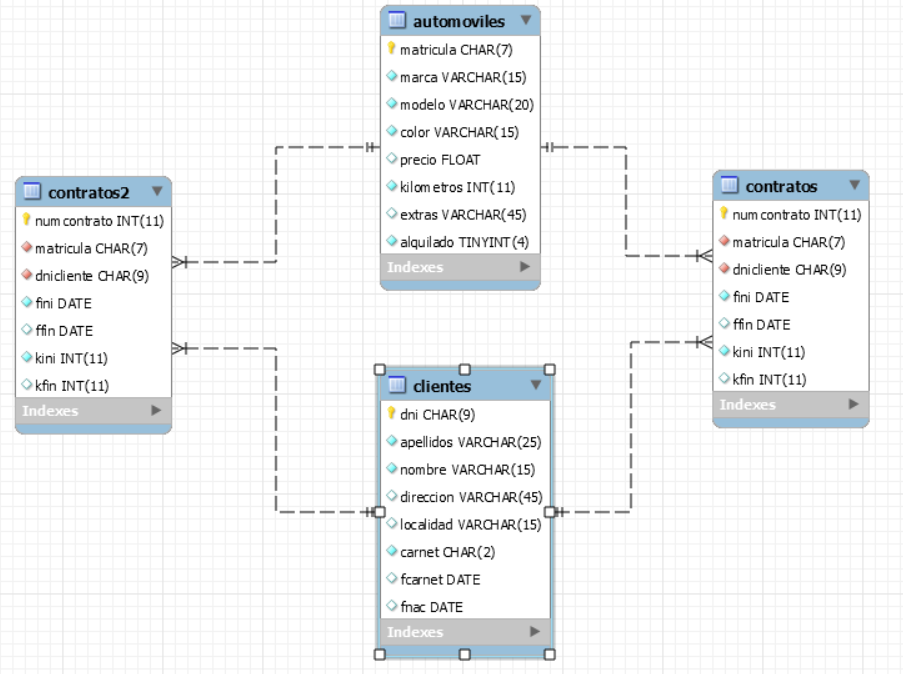 automoviles
matricula CHAR(7)
marca VARCHAR(15)
modelo VARCHAR(20)
color VARCHAR(15)
precio FLOAT
kilometros INT(11)
extras VARCHAR(45)
alquilado TINYINT(4)
Indexes
contratos2
numcontrato INT(11)
matricula CHAR(7)
dnicliente CHAR(9)
fini DATE
ffin DATE
kini INT(11)
kfin INT(11)
Indexes
contratos
numcontrato INT(11)
matricula CHAR(7)
dnicliente CHAR(9)
fini DATE
ffin DATE
kini INT(11)
kfin INT(11)
Indexes
clientes
dni CHAR(9)
apellidos VARCHAR(25)
nombre VARCHAR(15)
direccion VARCHAR(45)
localidad VARCHAR(15)
carnet CHAR(2)
fcarnet DATE
fnac DATE
Indexes